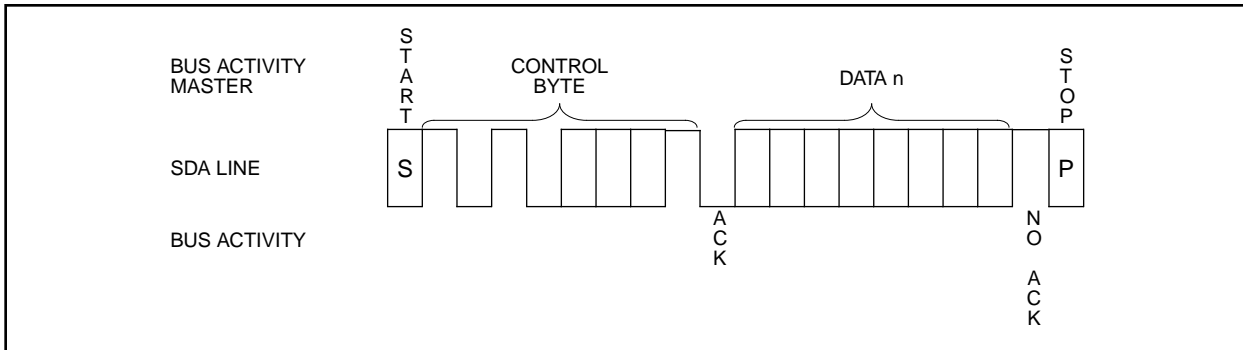 BUS ACTIVITY
MASTER
START
CONTROL
BYTE
DATA n
STOP
SDA LINE
S
P
BUS ACTIVITY
ACK
NO ACK